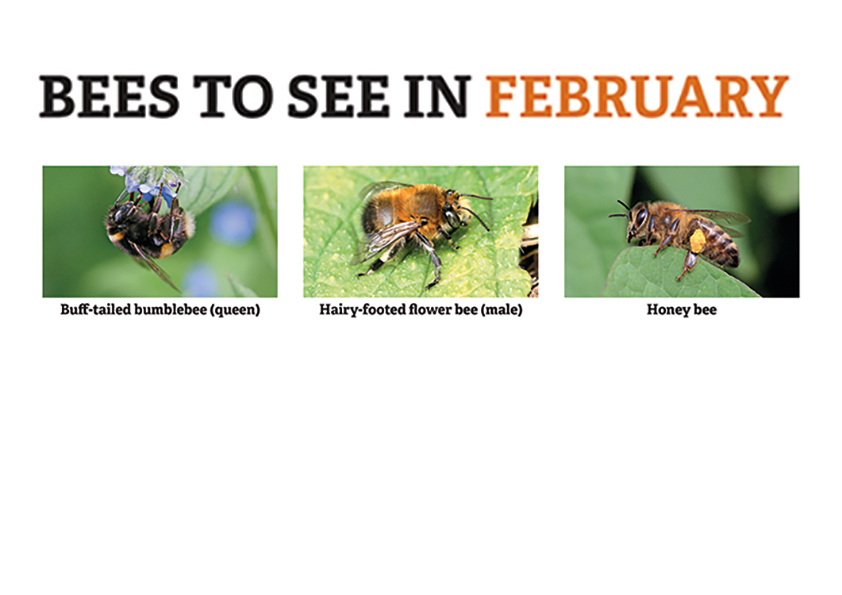 BEES TO SEE IN FEBRUARY
Buff-tailed bumblebee (queen)
Hairy-footed flower bee (male)
Honey bee